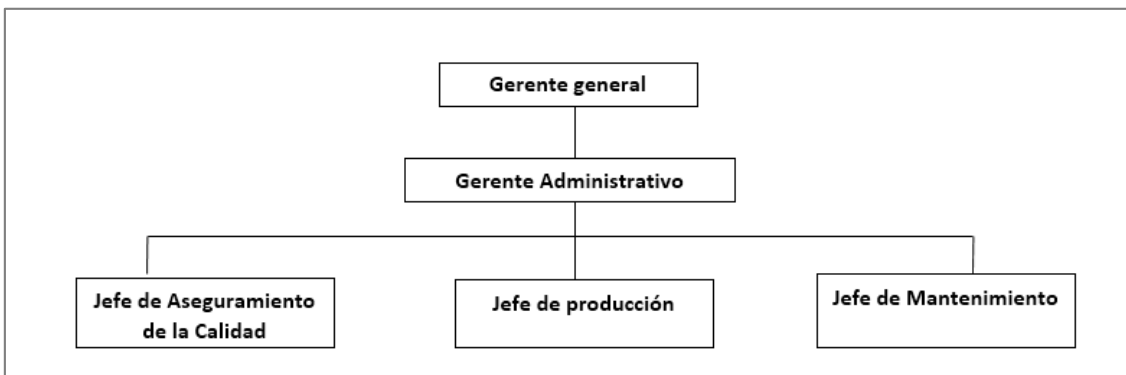 Gerente general
Gerente Administrativo
Jefe de Aseguramiento
de la Calidad
Jefe de producción
Jefe de Mantenimiento